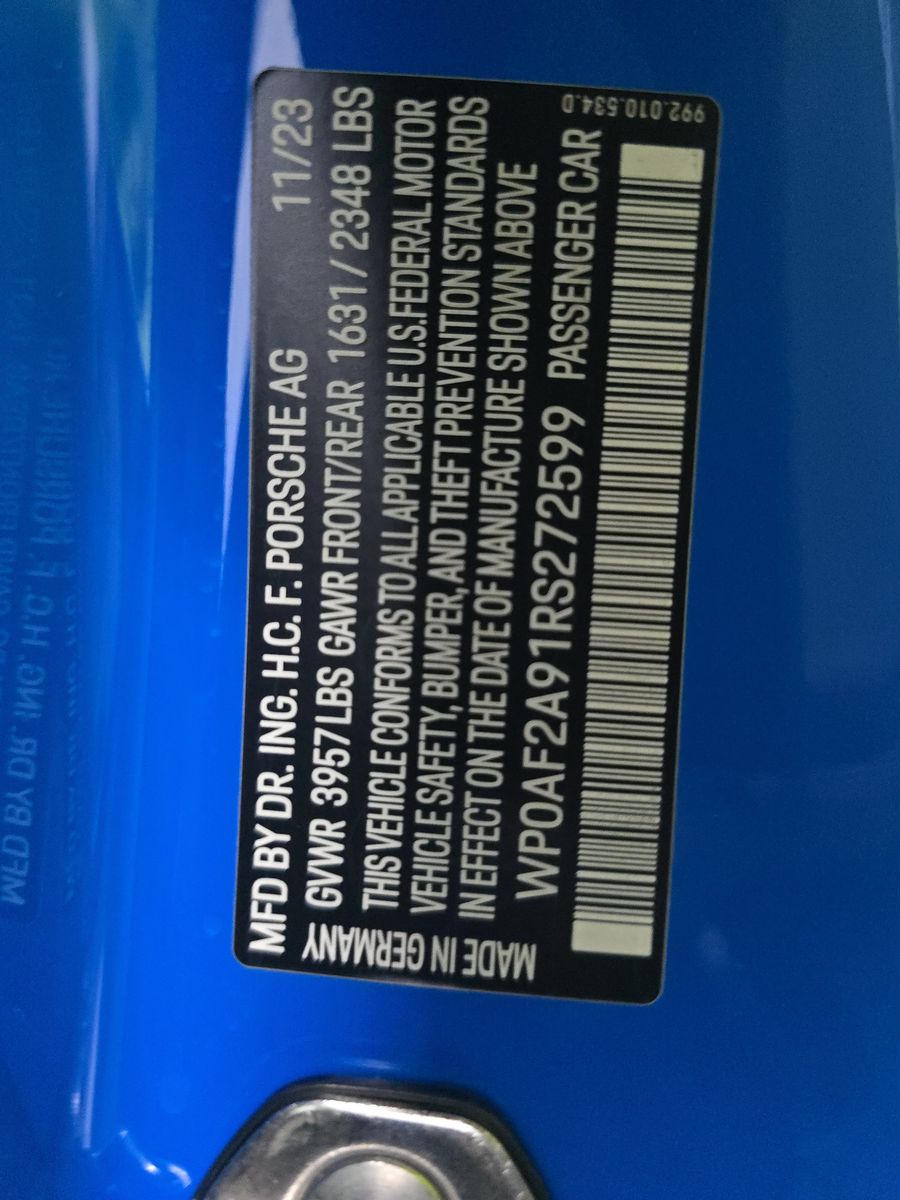 MFD BY DR. ING. H.C. F. PORSCHE AG 11/23
GVWR 3957 LBS GAWR FRONT/REAR 1631 / 2348 LBS
THIS VEHICLE CONFORMS TO ALL APPLICABLE U.S. FEDERAL MOTOR
VEHICLE SAFETY, BUMPER, AND THEFT PREVENTION STANDARDS
IN EFFECT ON THE DATE OF MANUFACTURE SHOWN ABOVE
WP0AF2A91RS272599 PASSENGER CAR
MADE IN GERMANY
992.010.534.D